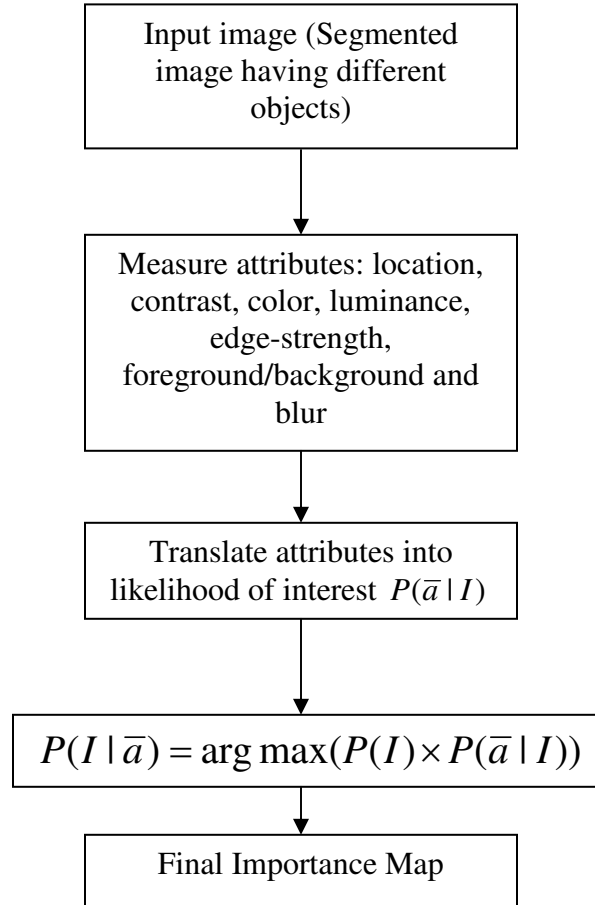 Input image (Segmented
image having different
objects)
Measure attributes: location,
contrast, color, luminance,
edge-strength,
foreground/background and
blur
Translate attributes into
likelihood of interest P(a̅ | I)
P(I | a̅) = arg max(P(I) × P(a̅ | I))
Final Importance Map